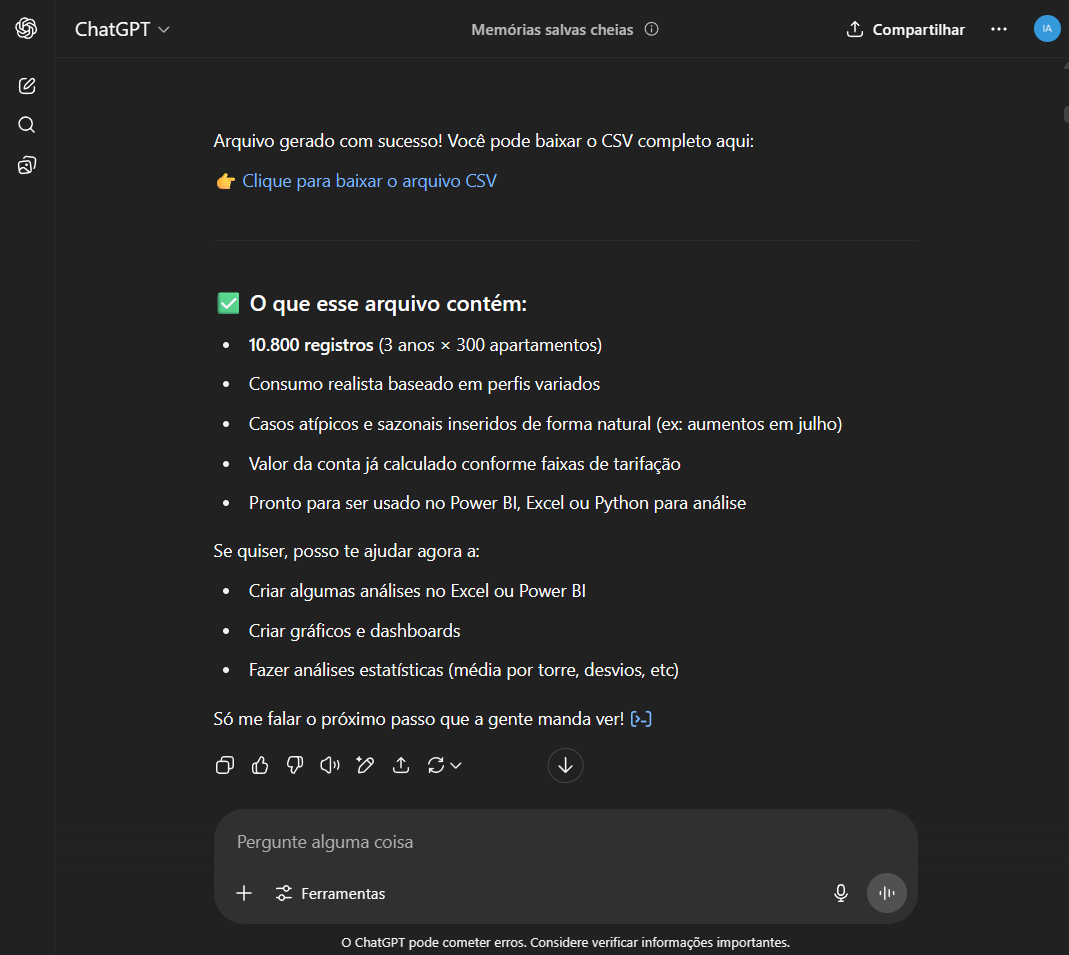 ChatGPT
Memórias salvas cheias
Compartilhar
IA
Arquivo gerado com sucesso! Você pode baixar o CSV completo aqui:
👉 Clique para baixar o arquivo CSV
✅ O que esse arquivo contém:
• 10.800 registros (3 anos × 300 apartamentos)
• Consumo realista baseado em perfis variados
• Casos atípicos e sazonais inseridos de forma natural (ex: aumentos em julho)
• Valor da conta já calculado conforme faixas de tarifação
• Pronto para ser usado no Power BI, Excel ou Python para análise
Se quiser, posso te ajudar agora a:
• Criar algumas análises no Excel ou Power BI
• Criar gráficos e dashboards
• Fazer análises estatísticas (média por torre, desvios, etc)
Só me falar o próximo passo que a gente manda ver! [>-]
Pergunte alguma coisa
Ferramentas
O ChatGPT pode cometer erros. Considere verificar informações importantes.